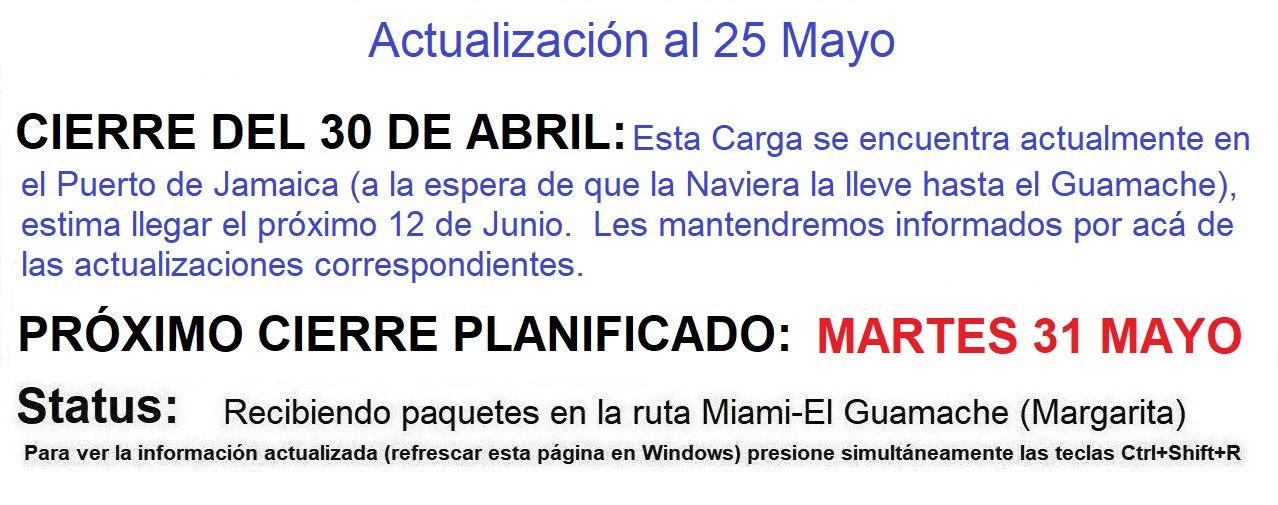 Actualización al 25 Mayo
CIERRE DEL 30 DE ABRIL: Esta Carga se encuentra actualmente en
el Puerto de Jamaica (a la espera de que la Naviera la lleve hasta el Guamache),
estima llegar el próximo 12 de Junio.  Les mantendremos informados por acá de
las actualizaciones correspondientes.
PRÓXIMO CIERRE PLANIFICADO: MARTES 31 MAYO
Status: Recibiendo paquetes en la ruta Miami-El Guamache (Margarita)
Para ver la información actualizada (refrescar esta página en Windows) presione simultáneamente las teclas Ctrl+Shift+R